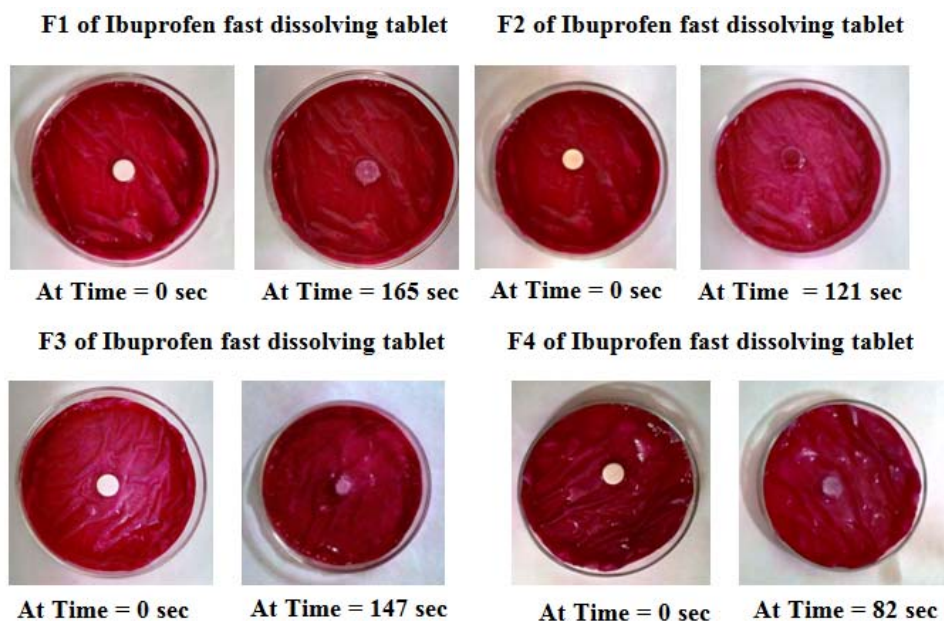 F1 of Ibuprofen fast dissolving tablet
F2 of Ibuprofen fast dissolving tablet
At Time = 0 sec
At Time = 165 sec
At Time = 0 sec
At Time = 121 sec
F3 of Ibuprofen fast dissolving tablet
F4 of Ibuprofen fast dissolving tablet
At Time = 0 sec
At Time = 147 sec
At Time = 0 sec
At Time = 82 sec